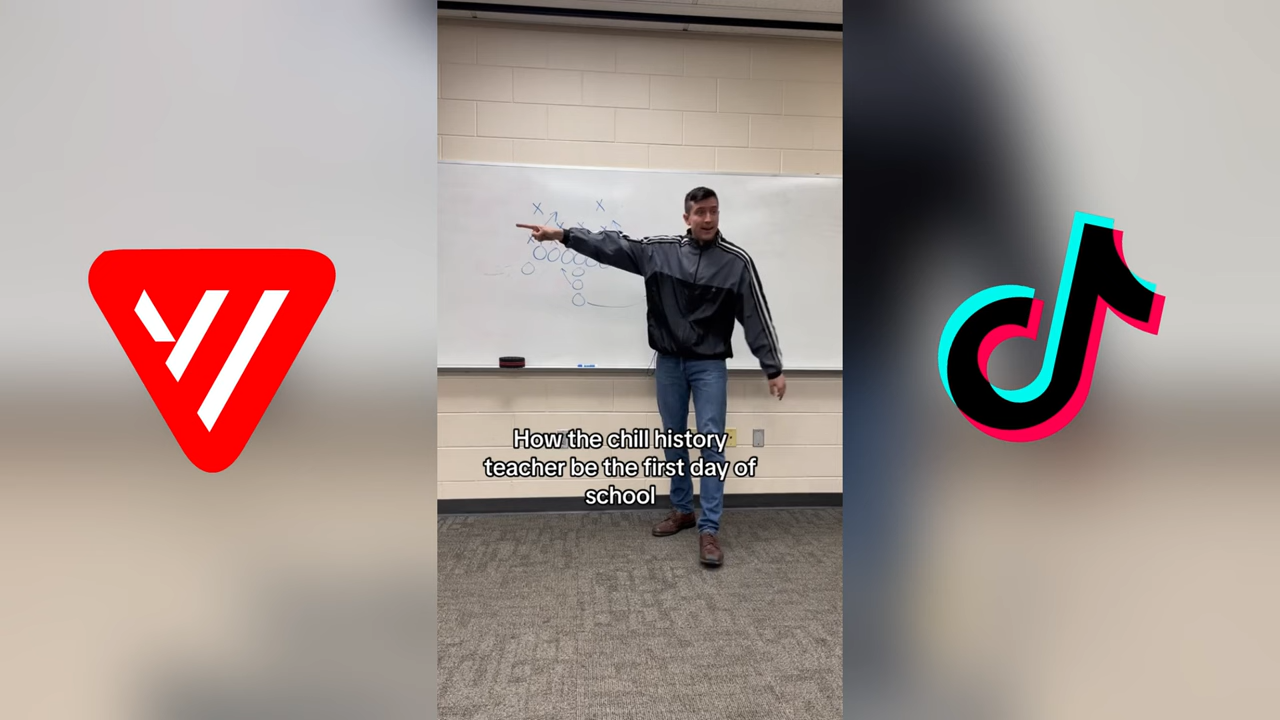 X X
How the chill history
teacher be the first day of
school